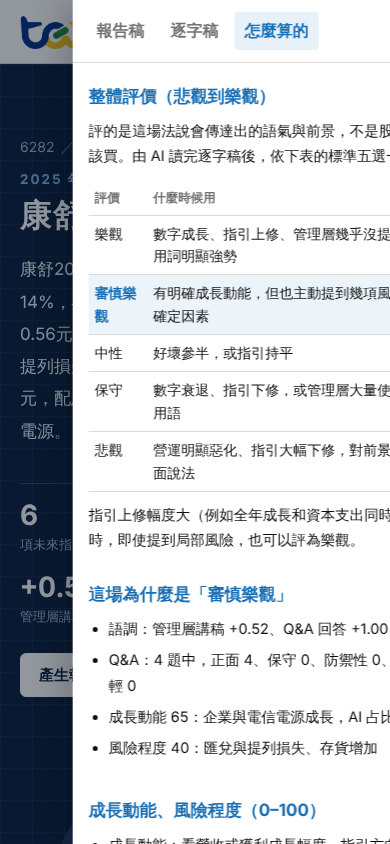 報告稿 逐字稿 怎麼算的
整體評價（悲觀到樂觀）
評的是這場法說會傳達出的語氣與前景，不是股
該買。由 AI 讀完逐字稿後，依下表的標準五選
評價 什麼時候用
樂觀 數字成長、指引上修、管理層幾乎沒提
用詞明顯強勢
審慎樂觀 有明確成長動能，但也主動提到幾項風
確定因素
中性 好壞參半，或指引持平
保守 數字衰退、指引下修，或管理層大量使
用語
悲觀 營運明顯惡化、指引大幅下修，對前景
面說法
指引上修幅度大（例如全年成長和資本支出同時
時，即使提到局部風險，也可以評為樂觀。
這場為什麼是「審慎樂觀」
• 語調：管理層講稿 +0.52、Q&A 回答 +1.00
• Q&A：4 題中，正面 4、保守 0、防禦性 0、
輕 0
• 成長動能 65：企業與電信電源成長，AI 占比
• 風險程度 40：匯兌與提列損失、存貨增加
成長動能、風險程度（0–100）
6282 ／
2025
康舒
康舒20
14%，
0.56元
提列損
元，配
電源。
6
項未來指
+0.5
管理層講
產生